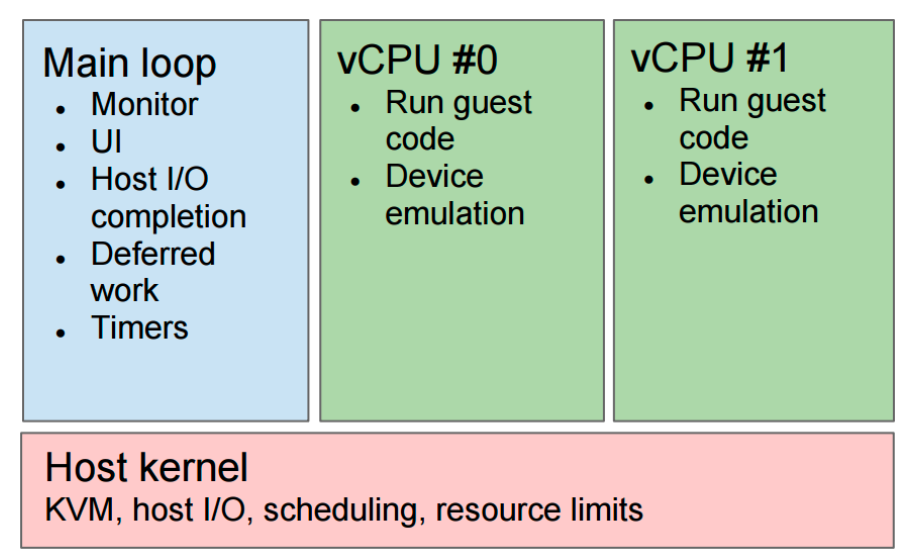 Main loop
• Monitor
• UI
• Host I/O
completion
• Deferred
work
• Timers
vCPU #0
• Run guest
code
• Device
emulation
vCPU #1
• Run guest
code
• Device
emulation
Host kernel
KVM, host I/O, scheduling, resource limits